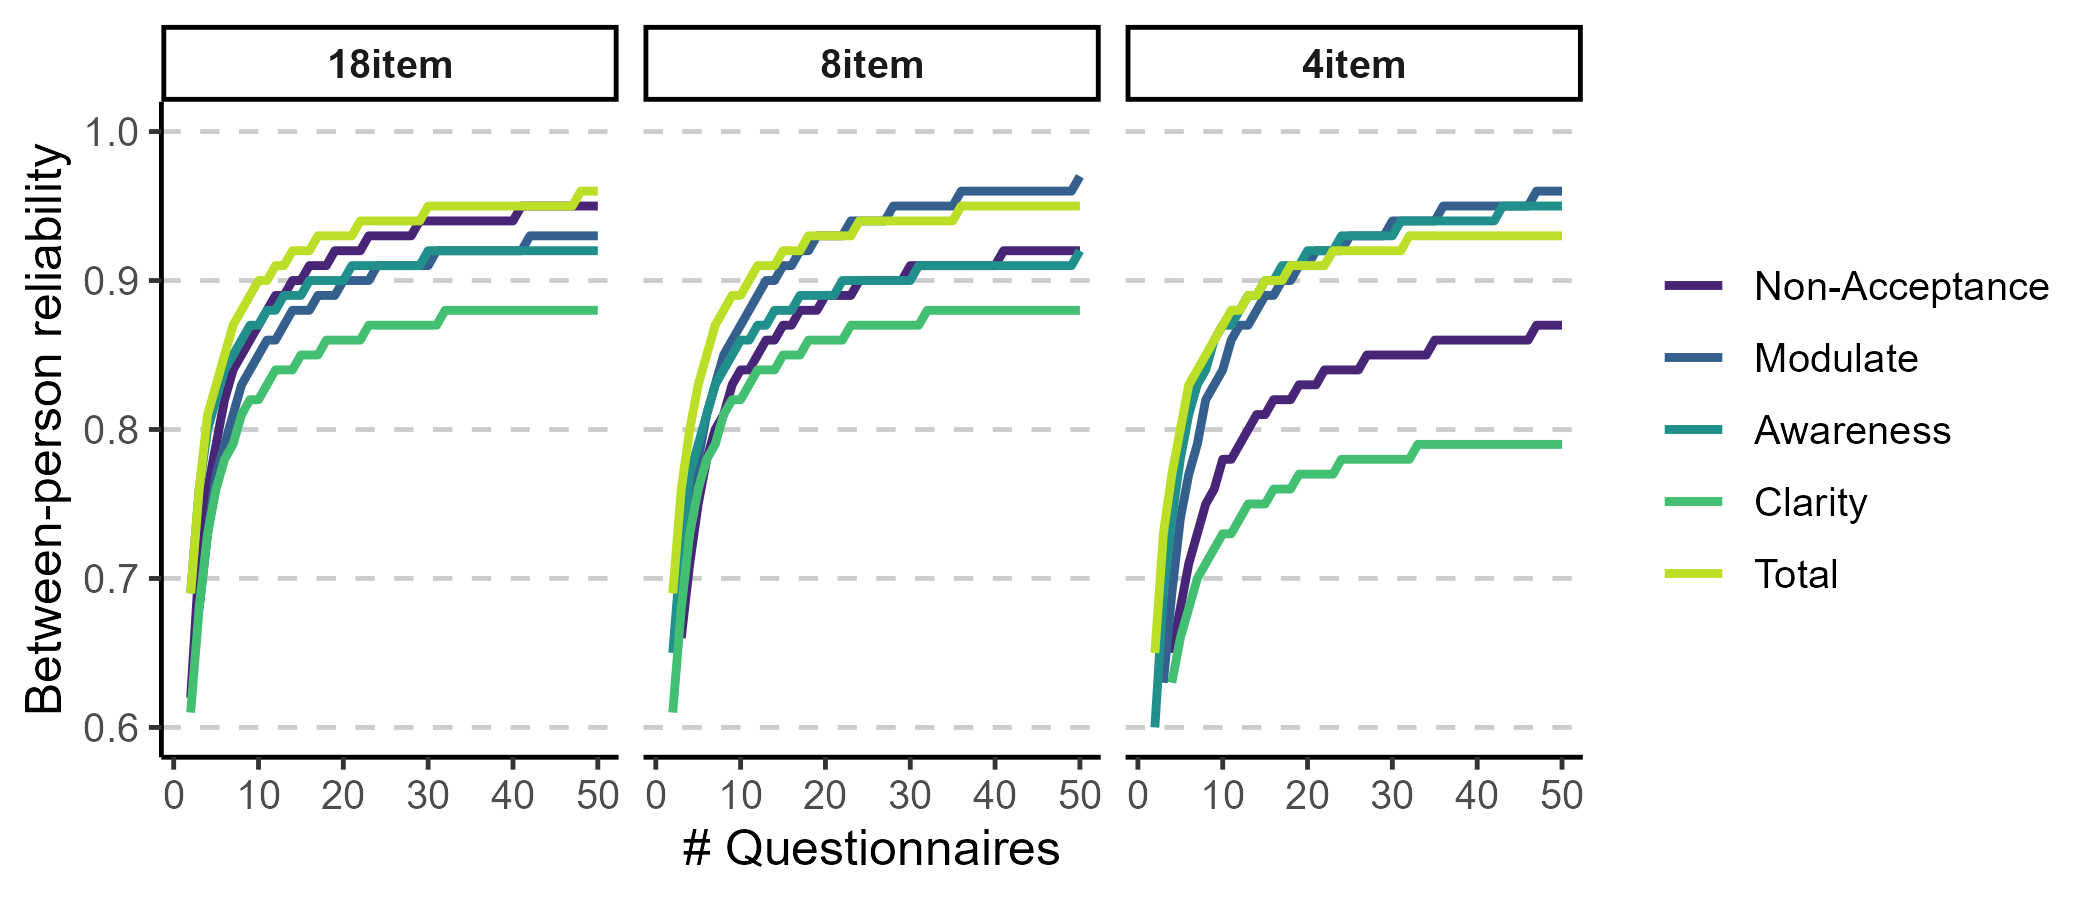 18item 8item 4item
1.0
0.9
0.8
0.7
0.6
Between-person reliability
0 10 20 30 40 50 0 10 20 30 40 50 0 10 20 30 40 50
# Questionnaires
Non-Acceptance
Modulate
Awareness
Clarity
Total